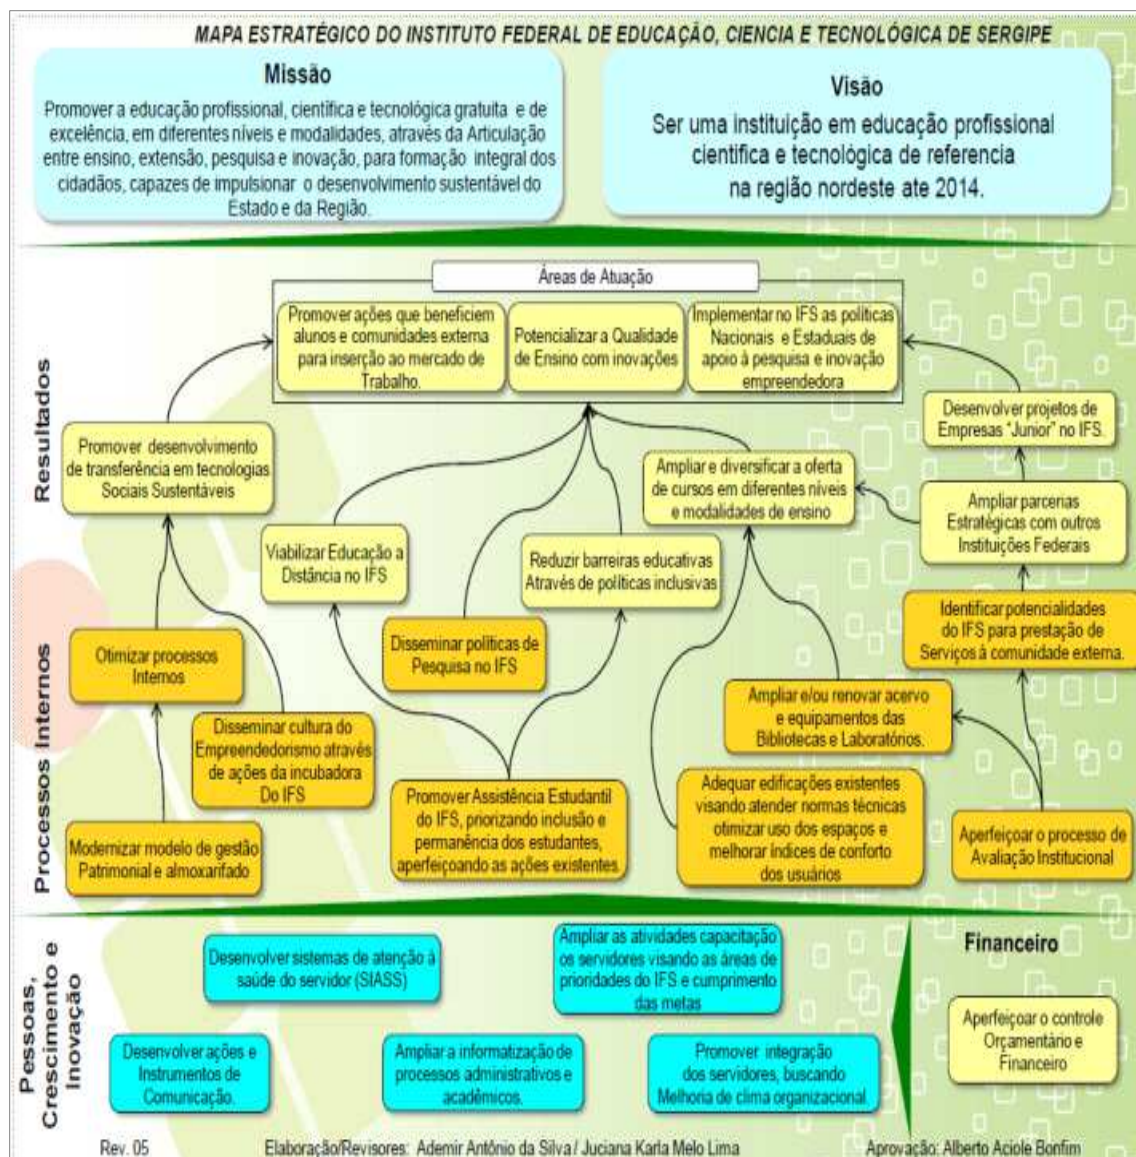 MAPA ESTRATÉGICO DO INSTITUTO FEDERAL DE EDUCAÇÃO, CIENCIA E TECNOLÓGICA DE SERGIPE
Missão
Promover a educação profissional, científica e tecnológica gratuita e de
excelência, em diferentes níveis e modalidades, através da Articulação
entre ensino, extensão, pesquisa e inovação, para formação integral dos
cidadãos, capazes de impulsionar o desenvolvimento sustentável do
Estado e da Região.
Visão
Ser uma instituição em educação profissional
científica e tecnológica de referencia
na região nordeste ate 2014.
Resultados
Áreas de Atuação
Promover ações que beneficiem
alunos e comunidades externa
para inserção ao mercado de
Trabalho.
Potencializar a Qualidade
de Ensino com inovações
Implementar no IFS as políticas
Nacionais e Estaduais de
apoio à pesquisa e inovação
empreendedora
Promover desenvolvimento
de transferência em tecnologias
Sociais Sustentáveis
Desenvolver projetos de
Empresas "Junior" no IFS.
Ampliar e diversificar a oferta
de cursos em diferentes níveis
e modalidades de ensino
Ampliar parcerias
Estratégicas com outros
Instituições Federais
Viabilizar Educação a
Distância no IFS
Reduzir barreiras educativas
Através de políticas inclusivas
Processos Internos
Otimizar processos
Internos
Disseminar políticas de
Pesquisa no IFS
Identificar potencialidades
do IFS para prestação de
Serviços à comunidade externa.
Disseminar cultura do
Empreendedorismo através
de ações da incubadora
Do IFS
Ampliar e/ou renovar acervo
e equipamentos das
Bibliotecas e Laboratórios.
Modernizar modelo de gestão
Patrimonial e almoxarifado
Promover Assistência Estudantil
do IFS, priorizando inclusão e
permanência dos estudantes,
aperfeiçoando as ações existentes.
Adequar edificações existentes
visando atender normas técnicas
otimizar uso dos espaços e
melhorar índices de conforto
dos usuários
Aperfeiçoar o processo de
Avaliação Institucional
Pessoas,
Crescimento e
Inovação
Desenvolver sistemas de atenção à
saúde do servidor (SIASS)
Ampliar as atividades capacitação
os servidores visando as áreas de
prioridades do IFS e cumprimento
das metas
Desenvolver ações e
Instrumentos de
Comunicação.
Ampliar a informatização de
processos administrativos e
acadêmicos.
Promover integração
dos servidores, buscando
Melhoria de clima organizacional.
Financeiro
Aperfeiçoar o controle
Orçamentário e
Financeiro
Rev. 05 Elaboração/Revisores: Ademir Antônio da Silva / Juciana Karla Melo Lima Aprovação: Alberto Aciole Bonfim